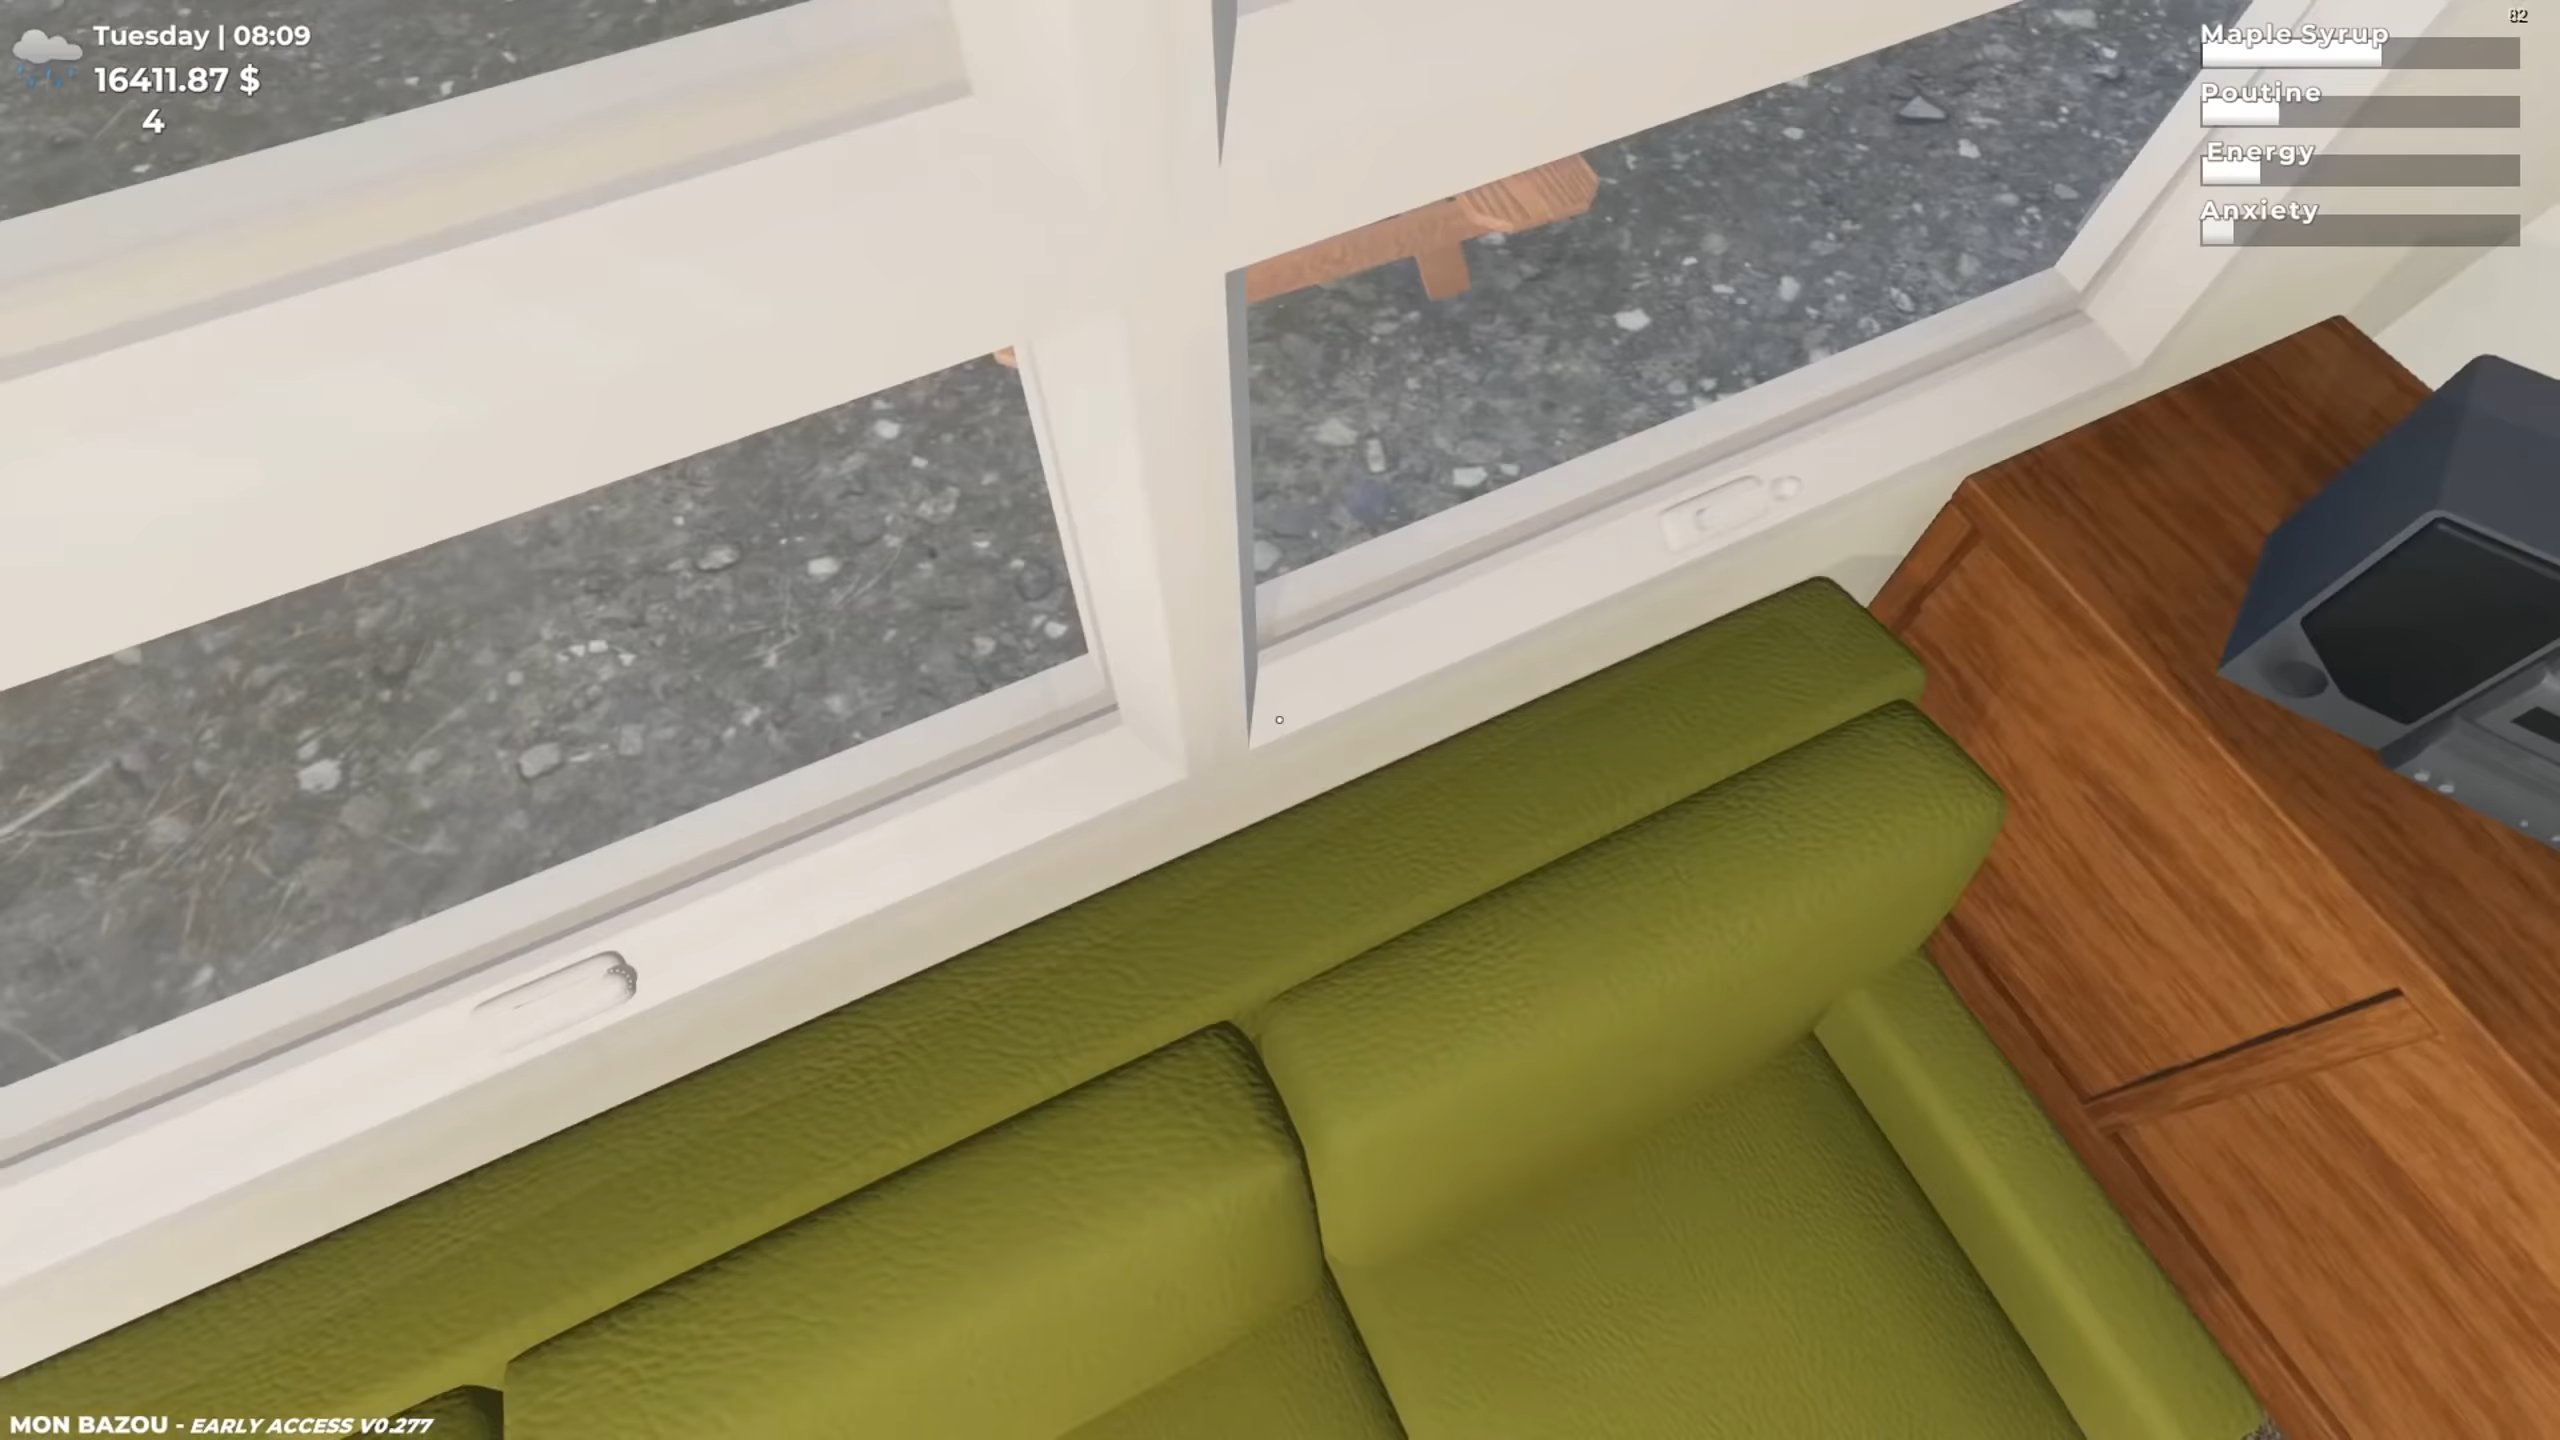 Tuesday | 08:09
16411.87 $
4
82
Maple Syrup
Poutine
Energy
Anxiety
MON BAZOU - EARLY ACCESS V0.277